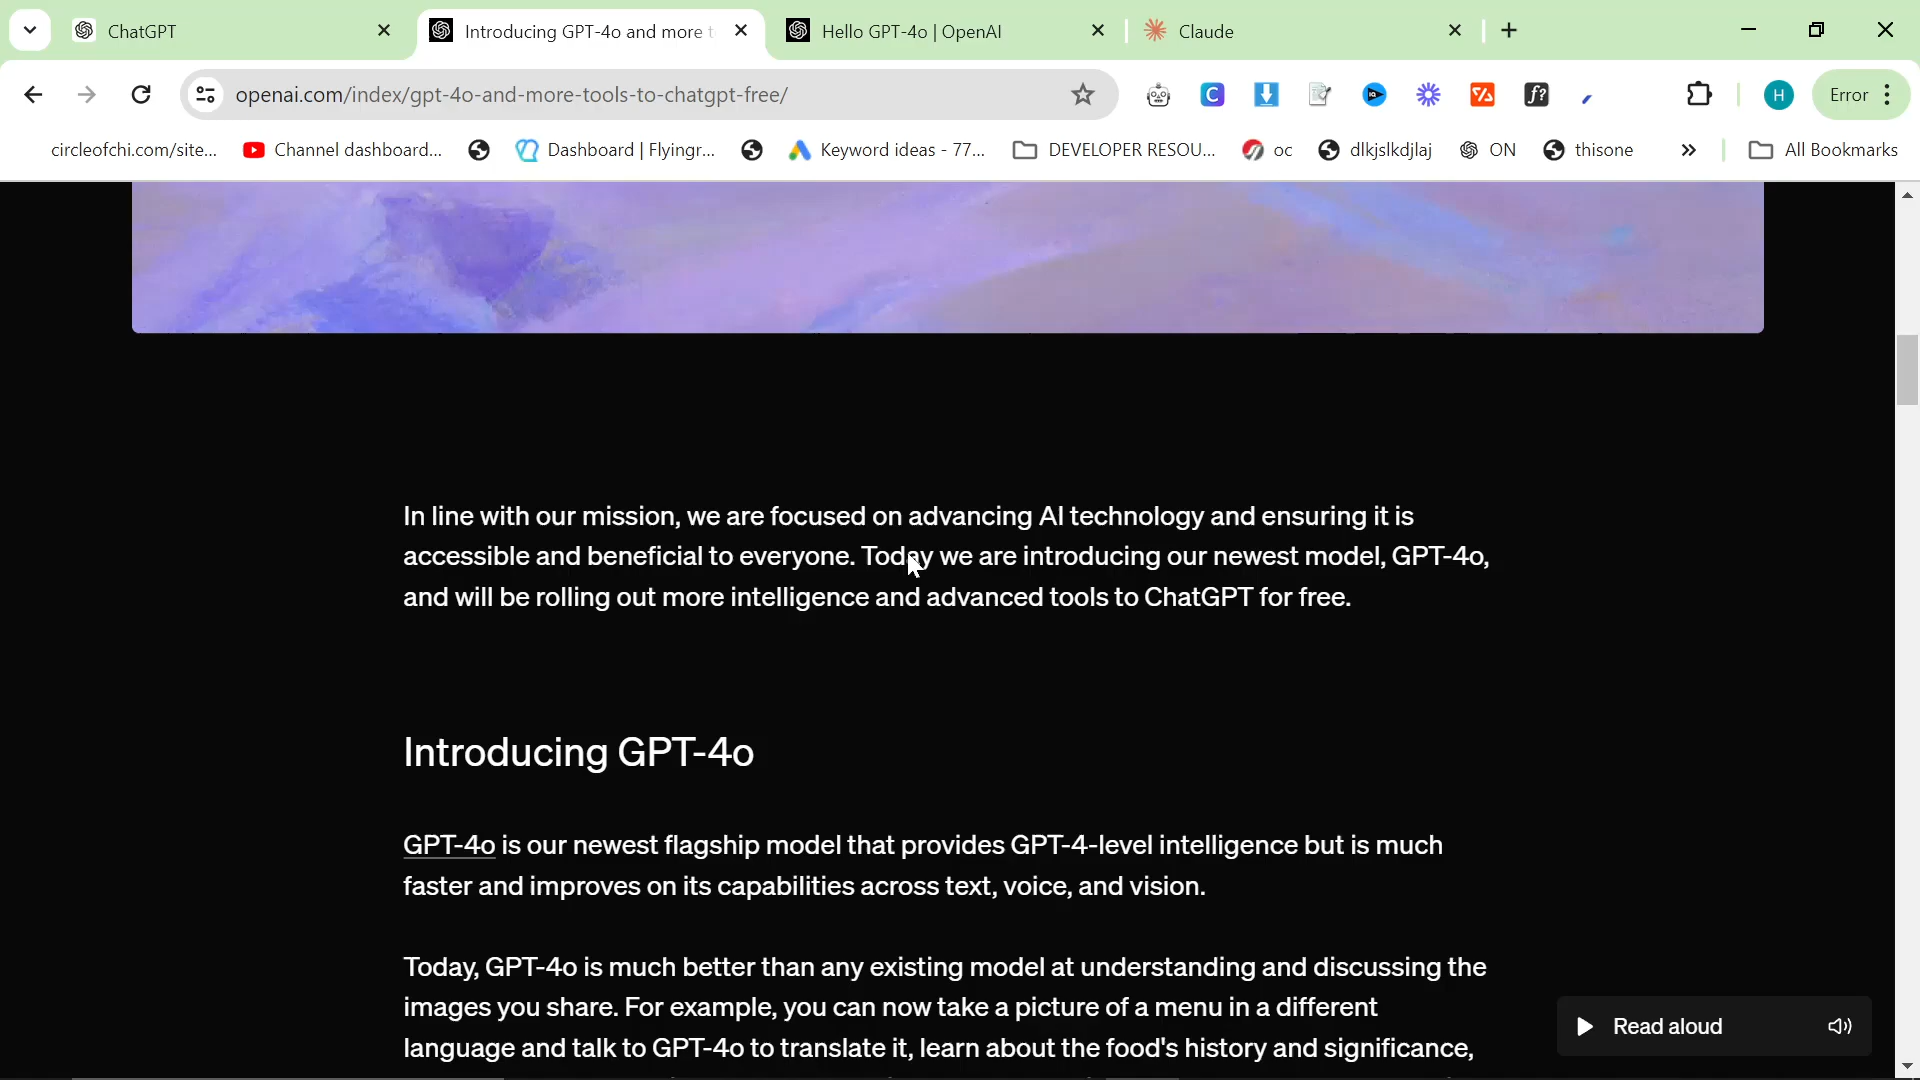 ChatGPT
Introducing GPT-4o and more t
Hello GPT-4o | OpenAI
Claude
openai.com/index/gpt-4o-and-more-tools-to-chatgpt-free/
H
Error
circleofchi.com/site...
Channel dashboard...
Dashboard | Flyingr...
Keyword ideas - 77...
DEVELOPER RESOU...
oc
dlkjslkdjlaj
ON
thisone
»
All Bookmarks
In line with our mission, we are focused on advancing AI technology and ensuring it is
accessible and beneficial to everyone. Today we are introducing our newest model, GPT-4o,
and will be rolling out more intelligence and advanced tools to ChatGPT for free.
Introducing GPT-4o
GPT-4o is our newest flagship model that provides GPT-4-level intelligence but is much
faster and improves on its capabilities across text, voice, and vision.
Today, GPT-4o is much better than any existing model at understanding and discussing the
images you share. For example, you can now take a picture of a menu in a different
language and talk to GPT-4o to translate it, learn about the food's history and significance,
Read aloud